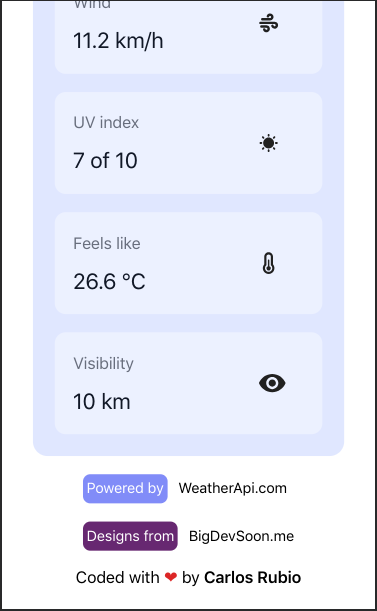 Wind
11.2 km/h
UV index
7 of 10
Feels like
26.6 °C
Visibility
10 km
Powered by WeatherApi.com
Designs from BigDevSoon.me
Coded with ❤ by Carlos Rubio